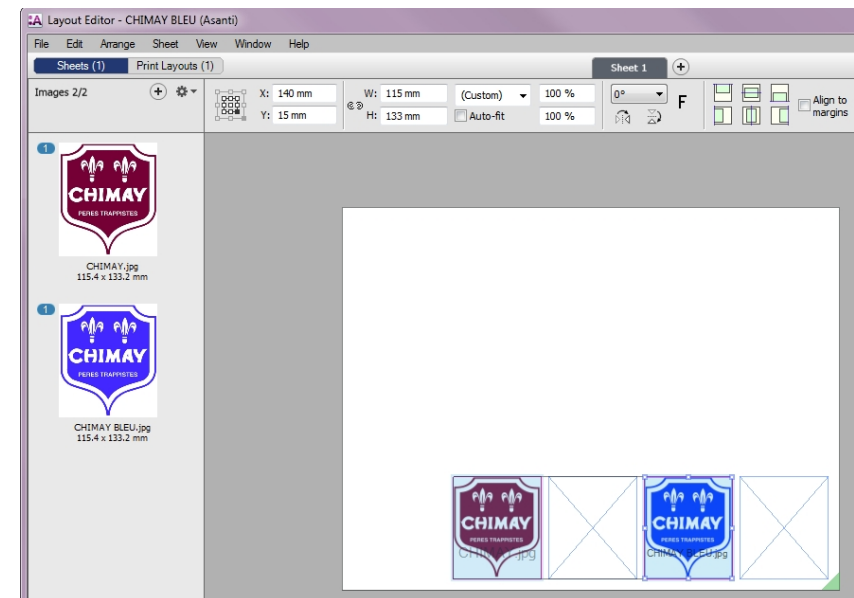 A Layout Editor - CHIMAY BLEU (Asanti)
File Edit Arrange Sheet View Window Help
Sheets (1) Print Layouts (1) Sheet 1
Images 2/2
X: 140 mm W: 115 mm (Custom) 100 % 0° F Align to margins
Y: 15 mm H: 133 mm Auto-fit 100 %
1
CHIMAY
PERES TRAPPISTES
CHIMAY.jpg
115.4 x 133.2 mm
1
CHIMAY
PERES TRAPPISTES
CHIMAY BLEU.jpg
115.4 x 133.2 mm
CHIMAY CHIMAY
PERES TRAPPISTES PERES TRAPPISTES
CHIMAY.jpg CHIMAY BLEU.jpg